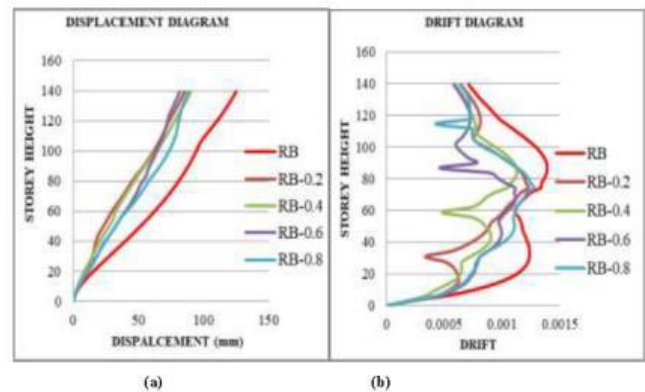 DISPLACEMENT DIAGRAM
160
140
120
100
80
60
40
20
0
STOREY HEIGHT
0 50 100 150
DISPALCEMENT (mm)
RB
RB-0.2
RB-0.4
RB-0.6
RB-0.8
(a)
DRIFT DIAGRAM
160
140
120
100
80
60
40
20
0
STOREY HEIGHT
0 0.0005 0.001 0.0015
DRIFT
RB
RB-0.2
RB-0.4
RB-0.6
RB-0.8
(b)